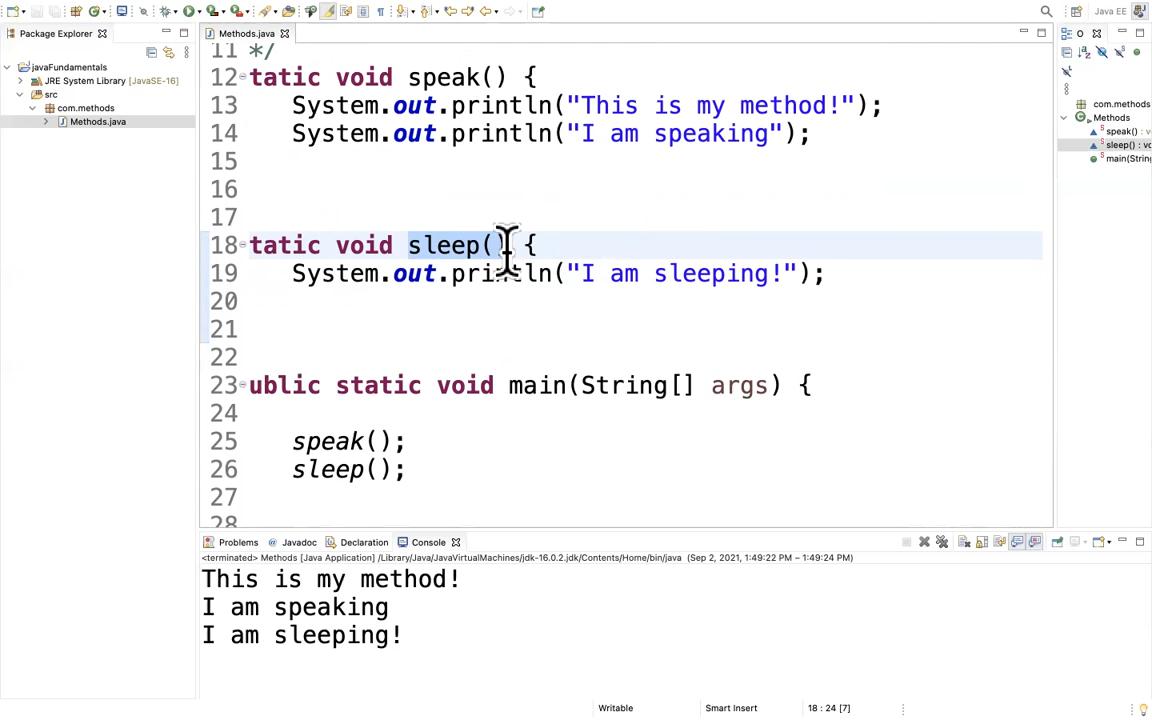 Java EE
Package Explorer
Methods.java
O
javaFundamentals
JRE System Library [JavaSE-16]
src
com.methods
Methods.java
11 */
12 tatic void speak() {
13 System.out.println("This is my method!");
14 System.out.println("I am speaking");
15
16
17
18 tatic void sleep() {
19 System.out.println("I am sleeping!");
20
21
22
23 ublic static void main(String[] args) {
24
25 speak();
26 sleep();
27
28
com.methods
Methods
speak() : v
sleep() : vo
main(String
Problems Javadoc Declaration Console
<terminated> Methods [Java Application] /Library/Java/JavaVirtualMachines/jdk-16.0.2.jdk/Contents/Home/bin/java (Sep 2, 2021, 1:49:22 PM – 1:49:24 PM)
This is my method!
I am speaking
I am sleeping!
Writable Smart Insert 18 : 24 [7]